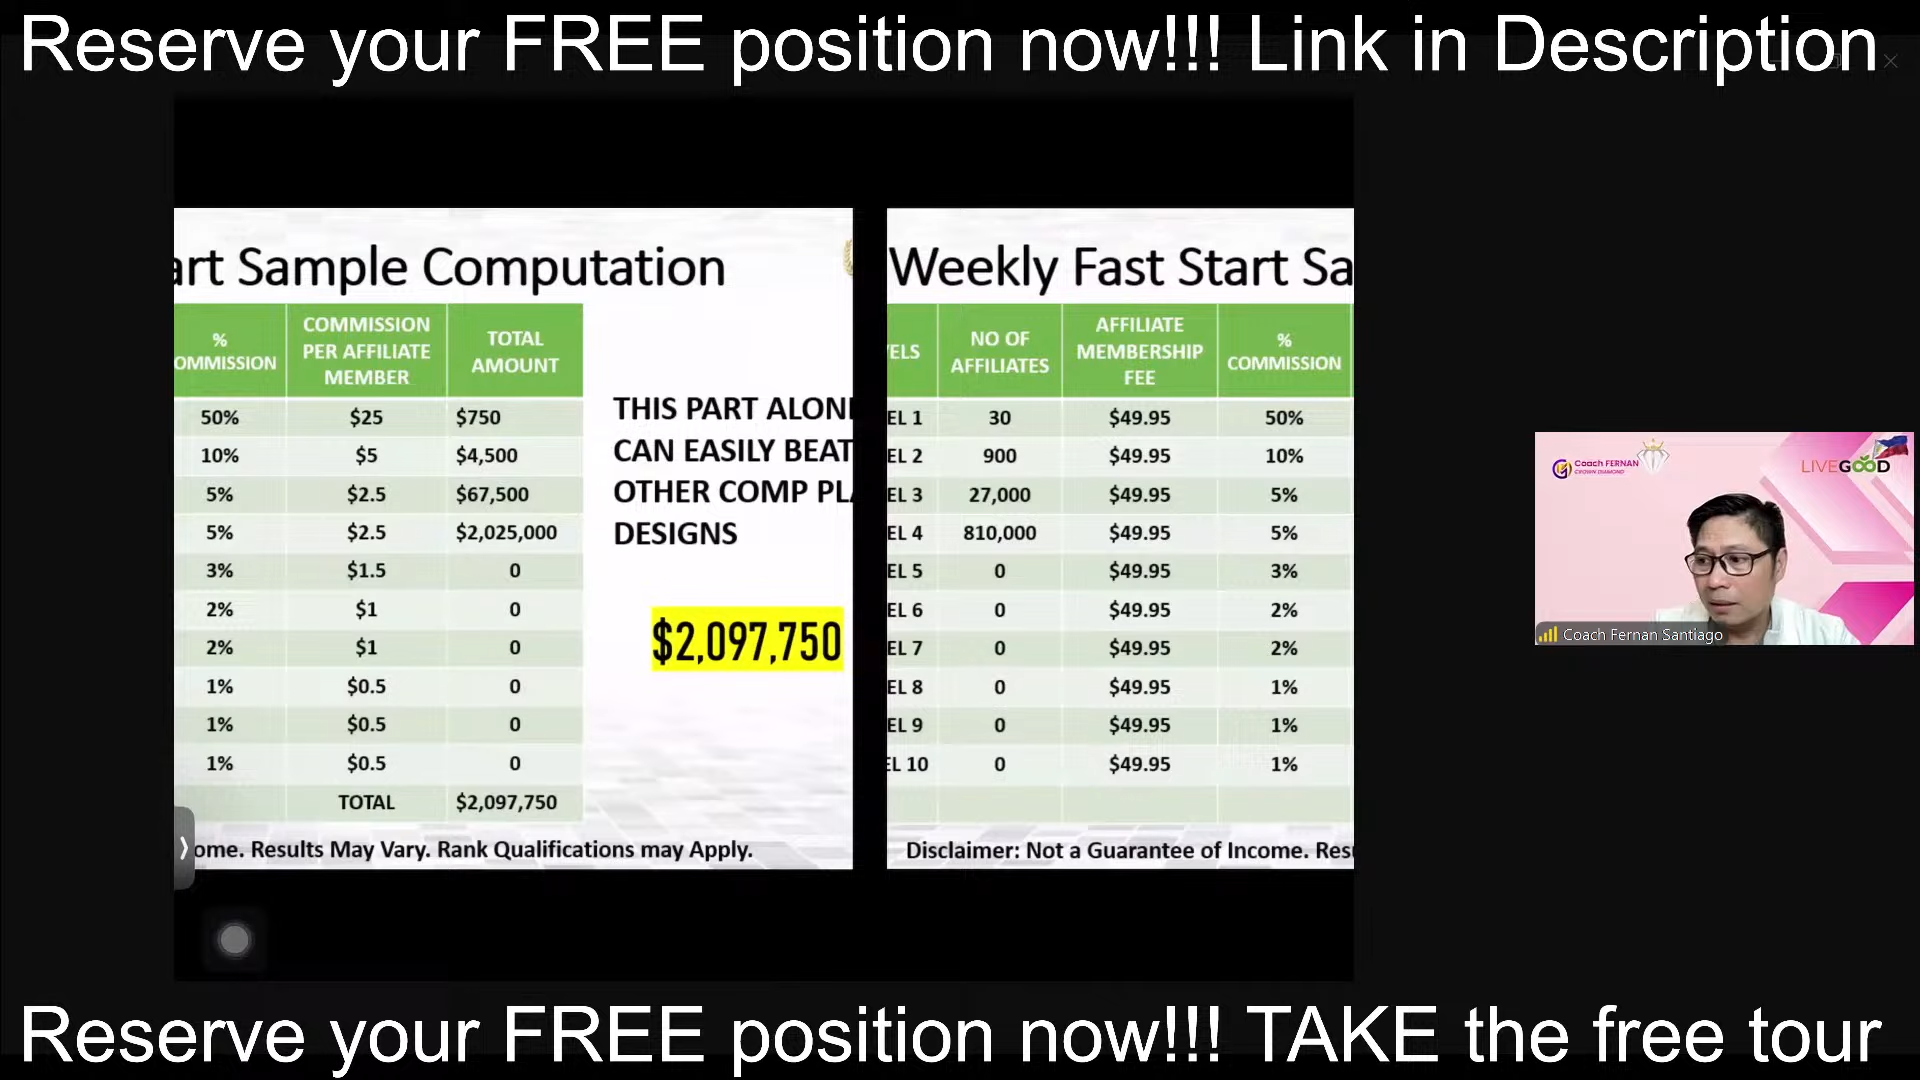 Reserve your FREE position now!!! Link in Description
art Sample Computation
%
OMMISSION
COMMISSION
PER AFFILIATE
MEMBER
TOTAL
AMOUNT
50% $25 $750
10% $5 $4,500
5% $2.5 $67,500
5% $2.5 $2,025,000
3% $1.5 0
2% $1 0
2% $1 0
1% $0.5 0
1% $0.5 0
1% $0.5 0
TOTAL $2,097,750
THIS PART ALON
CAN EASILY BEAT
OTHER COMP PL
DESIGNS
$2,097,750
ome. Results May Vary. Rank Qualifications may Apply.
Weekly Fast Start Sa
ELS
NO OF
AFFILIATES
AFFILIATE
MEMBERSHIP
FEE
%
COMMISSION
EL 1 30 $49.95 50%
EL 2 900 $49.95 10%
EL 3 27,000 $49.95 5%
EL 4 810,000 $49.95 5%
EL 5 0 $49.95 3%
EL 6 0 $49.95 2%
EL 7 0 $49.95 2%
EL 8 0 $49.95 1%
EL 9 0 $49.95 1%
EL 10 0 $49.95 1%
Disclaimer: Not a Guarantee of Income. Res
Coach FERNAN
CROWN DIAMOND
LIVEGOOD
Coach Fernan Santiago
Reserve your FREE position now!!! TAKE the free tour